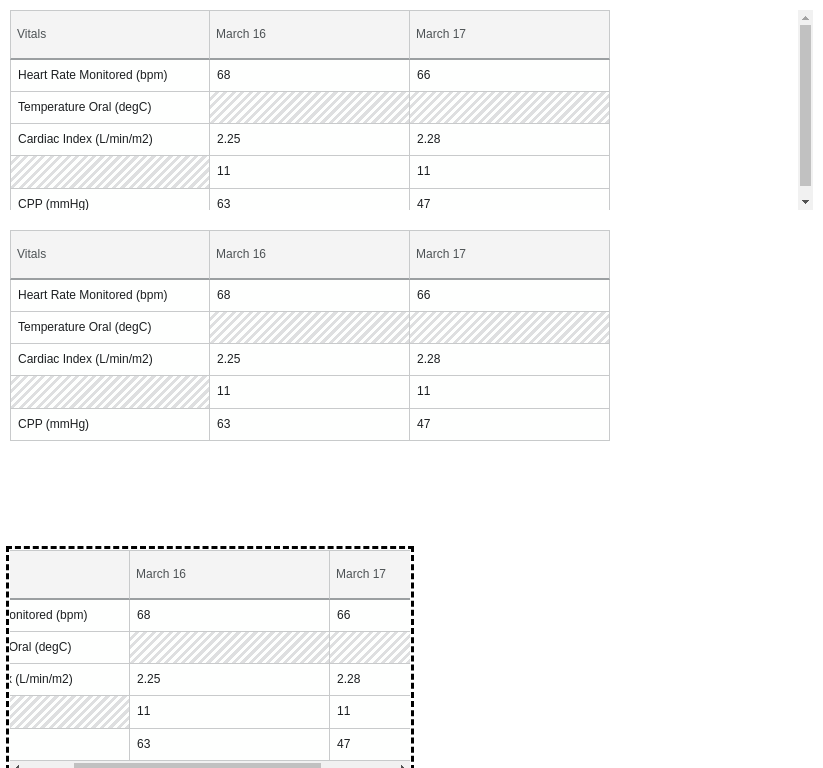 Vitals March 16 March 17
Heart Rate Monitored (bpm) 68 66
Temperature Oral (degC)
Cardiac Index (L/min/m2) 2.25 2.28
11 11
CPP (mmHg) 63 47
Vitals March 16 March 17
Heart Rate Monitored (bpm) 68 66
Temperature Oral (degC)
Cardiac Index (L/min/m2) 2.25 2.28
11 11
CPP (mmHg) 63 47
March 16 March 17
onitored (bpm) 68 66
Oral (degC)
(L/min/m2) 2.25 2.28
11 11
63 47